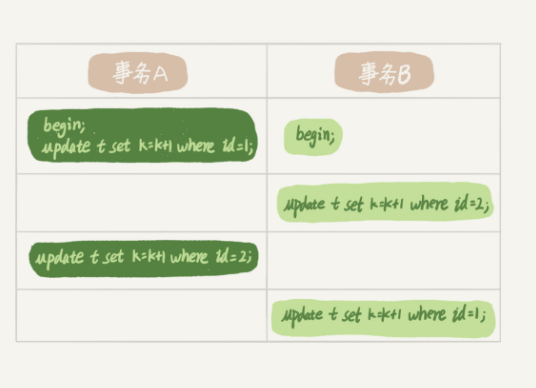 事务A
事务B
begin;
update t set k=k+1 where id=1;
begin;
update t set k=k+1 where id=2;
update t set k=k+1 where id=2;
update t set k=k+1 where id=1;